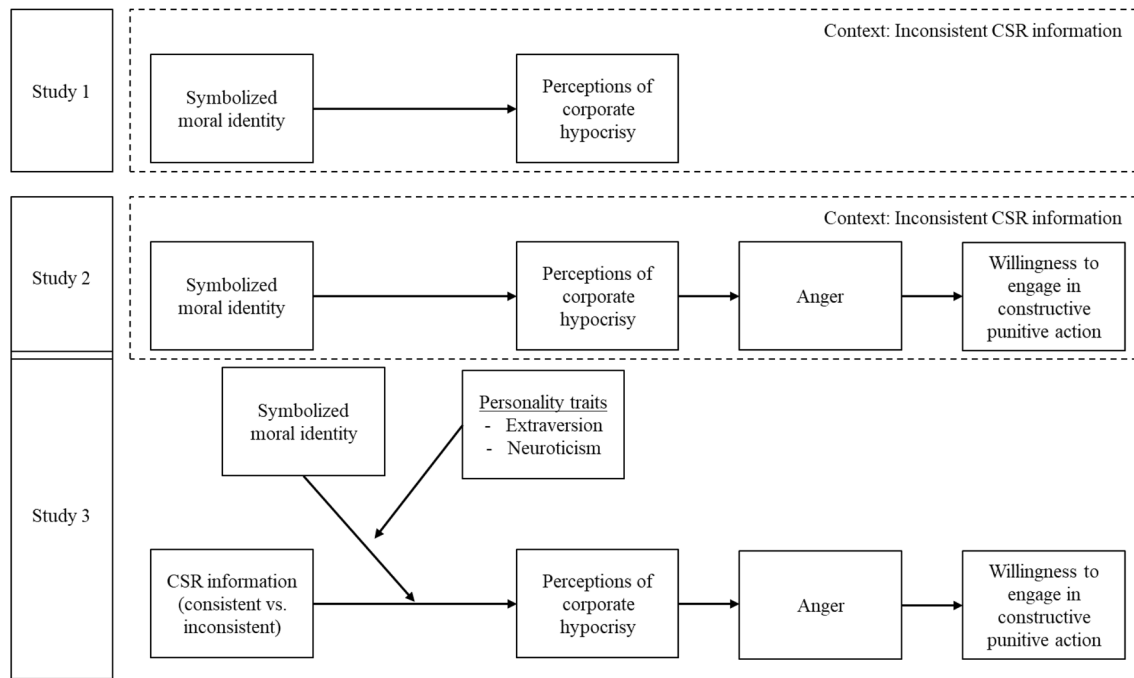 Study 1
Context: Inconsistent CSR information
Symbolized
moral identity
Perceptions of
corporate
hypocrisy
Study 2
Context: Inconsistent CSR information
Symbolized
moral identity
Perceptions of
corporate
hypocrisy
Anger
Willingness to
engage in
constructive
punitive action
Study 3
Symbolized
moral identity
Personality traits
- Extraversion
- Neuroticism
CSR information
(consistent vs.
inconsistent)
Perceptions of
corporate
hypocrisy
Anger
Willingness to
engage in
constructive
punitive action